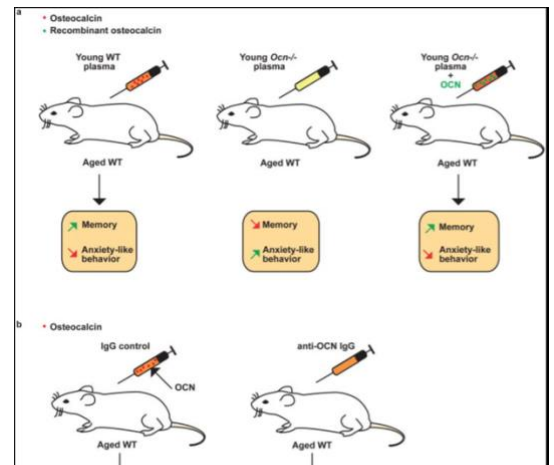 a
• Osteocalcin
• Recombinant osteocalcin
Young WT
plasma
Young Ocn-/-
plasma
Young Ocn-/-
plasma
+
OCN
Aged WT
Aged WT
Aged WT
Memory
Anxiety-like
behavior
Memory
Anxiety-like
behavior
Memory
Anxiety-like
behavior
b
• Osteocalcin
IgG control
OCN
anti-OCN IgG
Aged WT
Aged WT